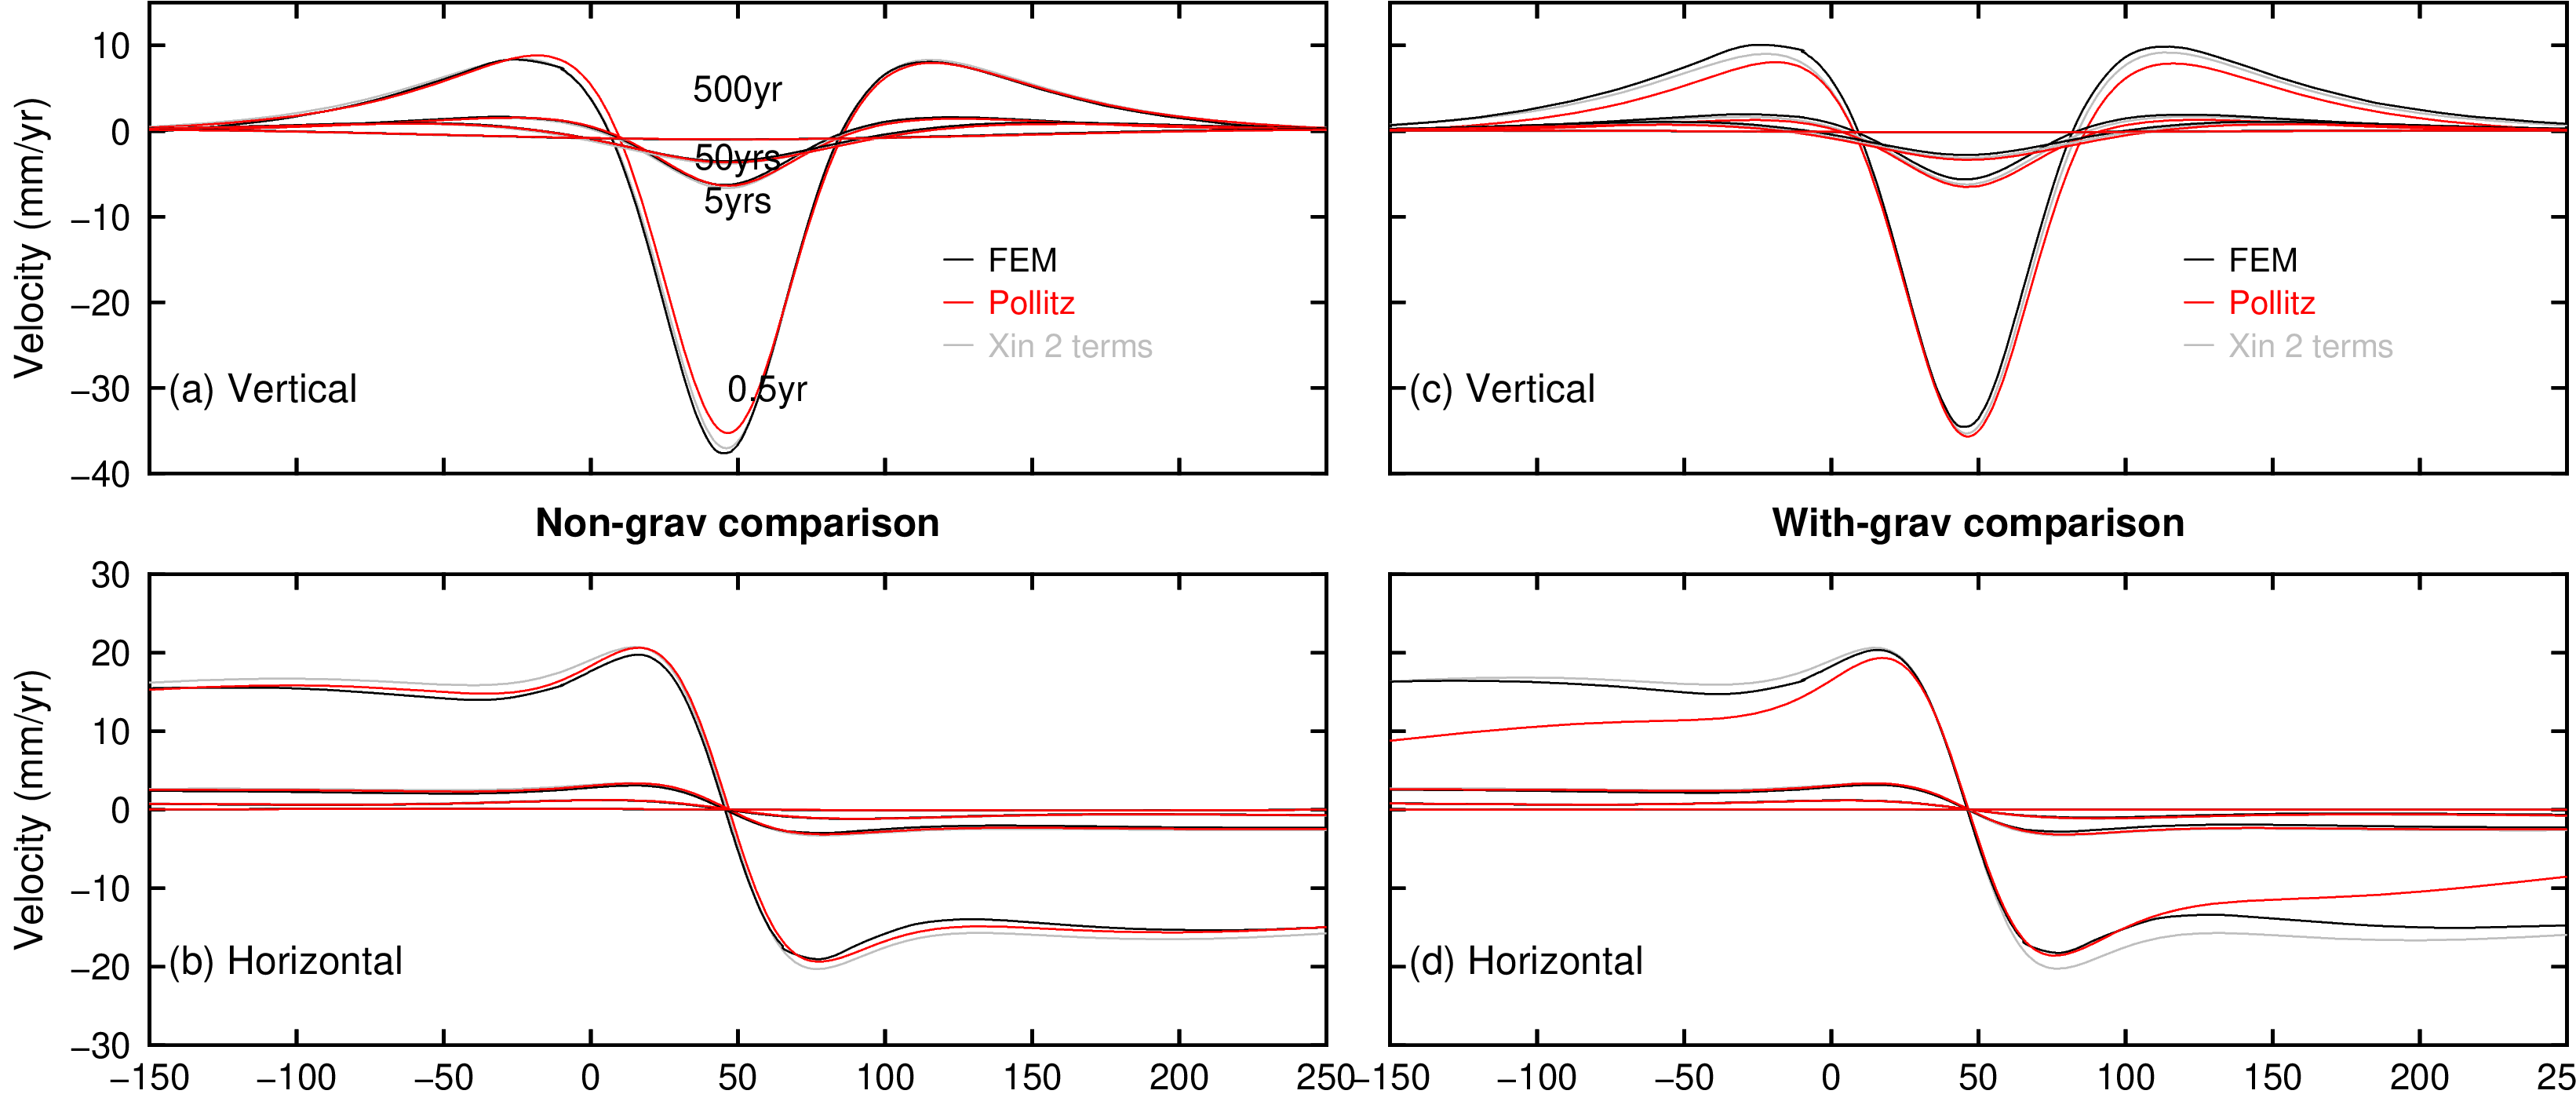 10
0
−10
−20
−30
−40
Velocity (mm/yr)
500yr
50yrs
5yrs
0.5yr
FEM
Pollitz
Xin 2 terms
(a) Vertical
FEM
Pollitz
Xin 2 terms
(c) Vertical
Non-grav comparison
With-grav comparison
30
20
10
0
−10
−20
−30
Velocity (mm/yr)
(b) Horizontal
(d) Horizontal
−150 −100 −50 0 50 100 150 200 250
−150 −100 −50 0 50 100 150 200 25